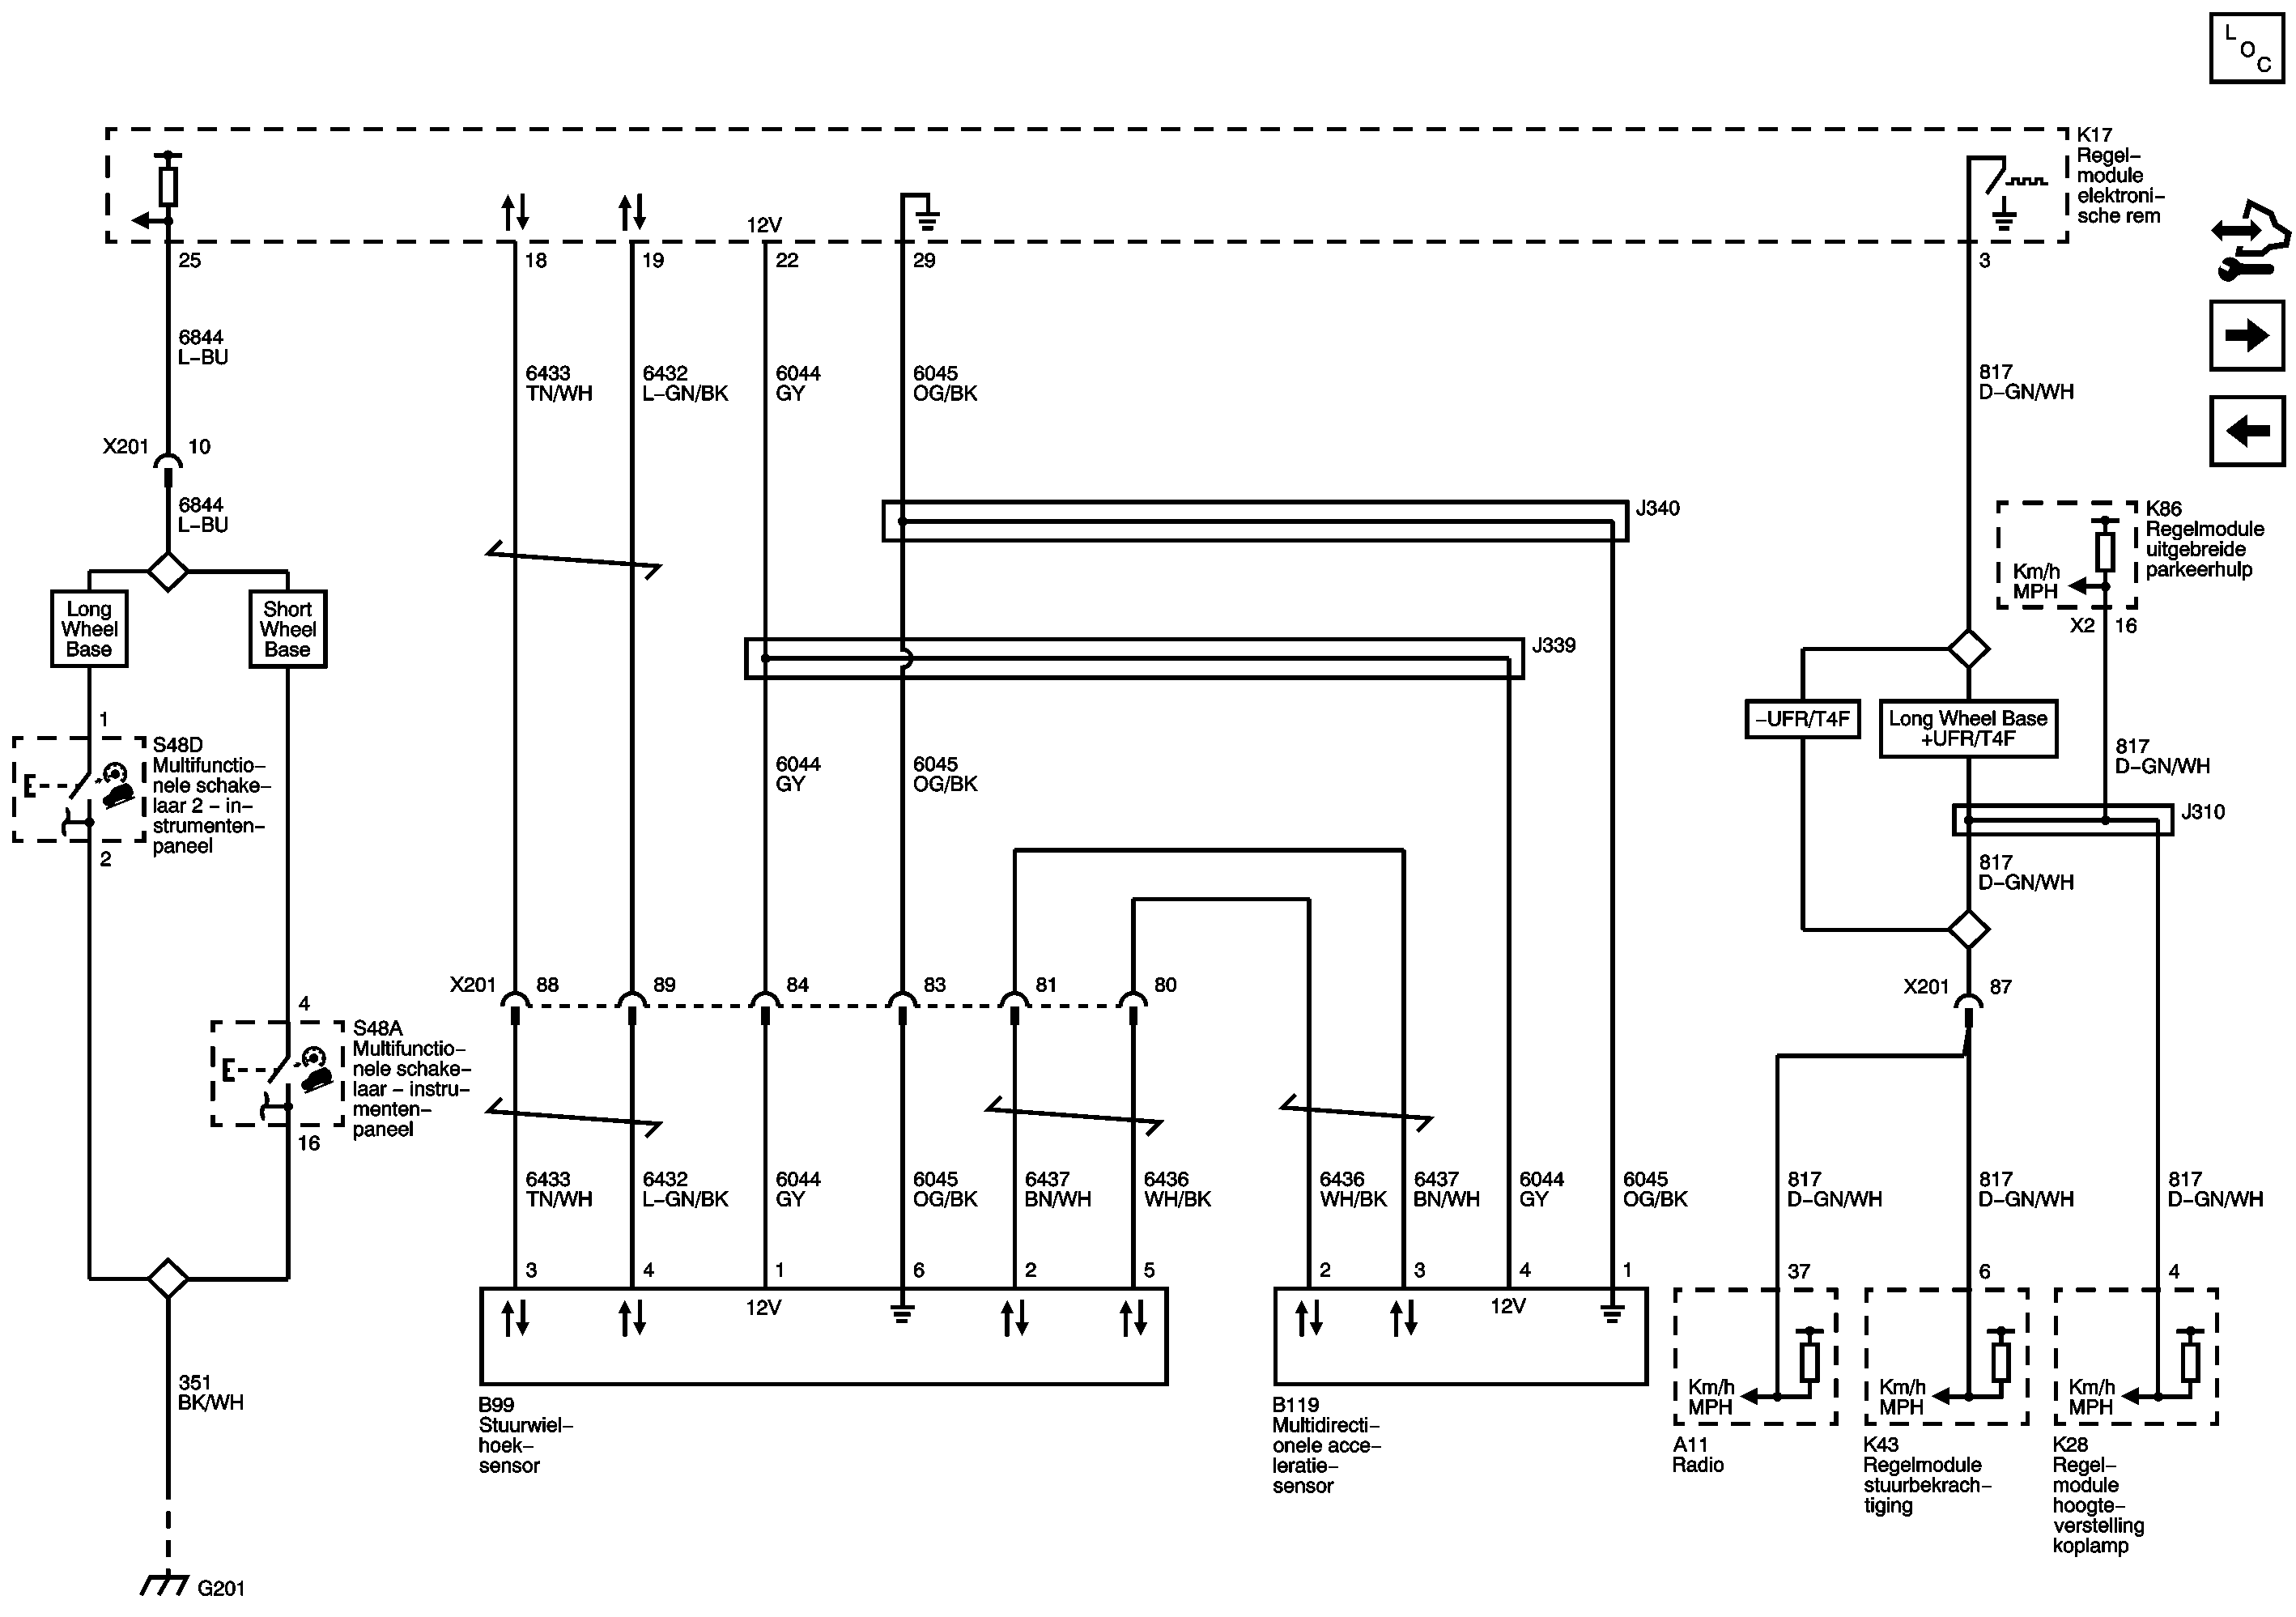 L
O
C
K17
Regel–
module
elektroni–
sche rem
12V
25
18
19
22
29
3
6844
L–BU
6433
TN/WH
6432
L–GN/BK
6044
GY
6045
OG/BK
817
D–GN/WH
X201
10
6844
L–BU
J340
K86
Regelmodule
uitgebreide
parkeerhulp
Km/h
MPH
X2
16
Long
Wheel
Base
Short
Wheel
Base
J339
1
–UFR/T4F
Long Wheel Base
+UFR/T4F
S48D
Multifunctio–
nele schake–
laar 2 – in–
strumenten–
paneel
2
6044
GY
6045
OG/BK
817
D–GN/WH
J310
817
D–GN/WH
X201
88
89
84
83
81
80
X201
87
4
S48A
Multifunctio–
nele schake–
laar – instru–
menten–
paneel
16
6433
TN/WH
6432
L–GN/BK
6044
GY
6045
OG/BK
6437
BN/WH
6436
WH/BK
6436
WH/BK
6437
BN/WH
6044
GY
6045
OG/BK
817
D–GN/WH
817
D–GN/WH
817
D–GN/WH
3
4
1
6
2
5
2
3
4
1
37
6
4
12V
12V
351
BK/WH
Km/h
MPH
Km/h
MPH
Km/h
MPH
B99
Stuurwiel–
hoek–
sensor
B119
Multidirecti–
onele acce–
leratie–
sensor
A11
Radio
K43
Regelmodule
stuurbekrach–
tiging
K28
Regel–
module
hoogte–
verstelling
koplamp
G201